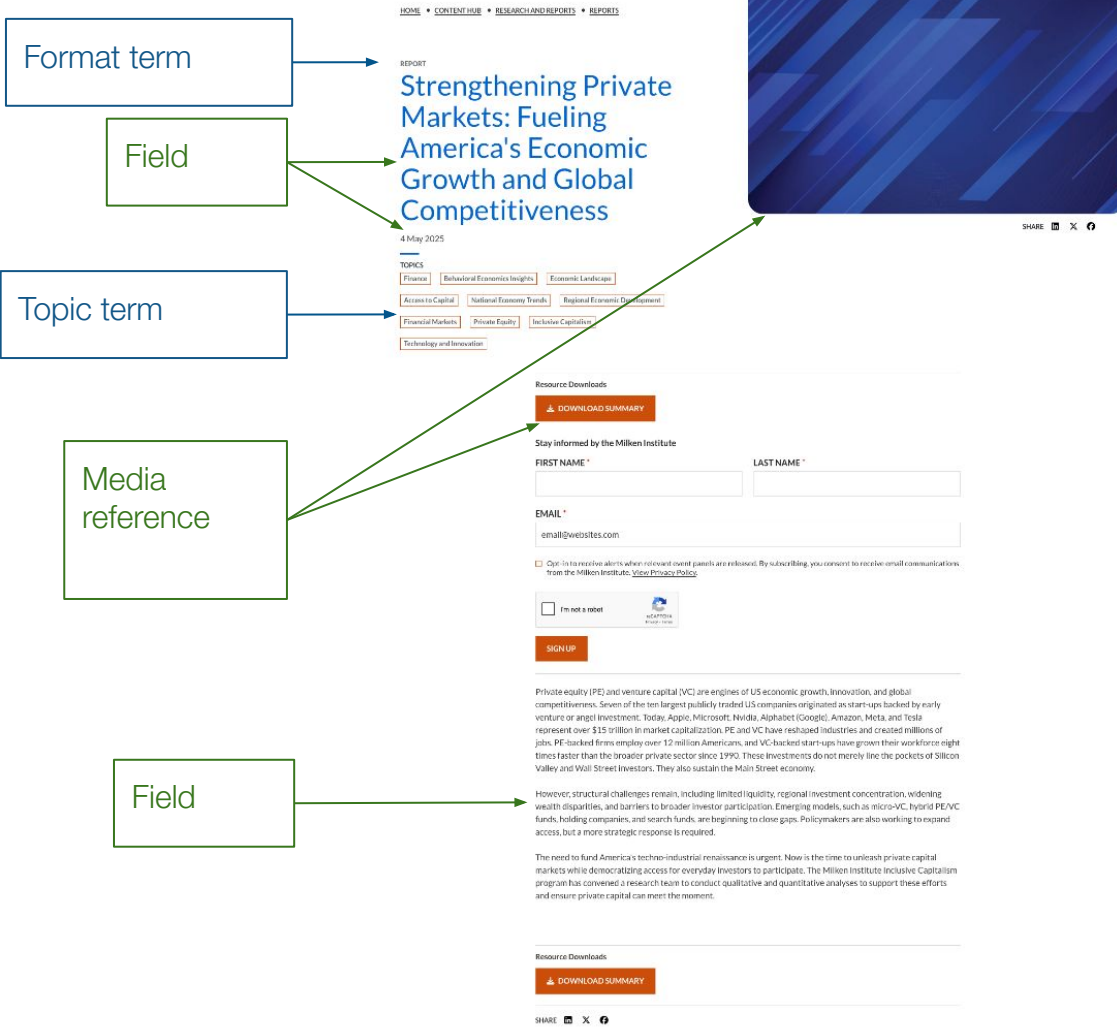 HOME • CONTENT HUB • RESEARCH AND REPORTS • REPORTS
Format term
REPORT
Strengthening Private
Markets: Fueling
America's Economic
Growth and Global
Competitiveness
Field
4 May 2025
SHARE
TOPICS
Finance
Behavioral Economics Insights
Economic Landscape
Access to Capital
National Economy Trends
Regional Economic Development
Topic term
Financial Markets
Private Equity
Inclusive Capitalism
Technology and Innovation
Resource Downloads
DOWNLOAD SUMMARY
Stay informed by the Milken Institute
FIRST NAME *
LAST NAME *
Media
reference
EMAIL *
email@websites.com
Opt-in to receive alerts when relevant event panels are released. By subscribing, you consent to receive email communications
from the Milken Institute. View Privacy Policy.
I'm not a robot
reCAPTCHA
Privacy - Terms
SIGN UP
Private equity (PE) and venture capital (VC) are engines of US economic growth, innovation, and global
competitiveness. Seven of the ten largest publicly traded US companies originated as start-ups backed by early
venture or angel investment. Today, Apple, Microsoft, Nvidia, Alphabet (Google), Amazon, Meta, and Tesla
represent over $15 trillion in market capitalization. PE and VC have reshaped industries and created millions of
jobs. PE-backed firms employ over 12 million Americans, and VC-backed start-ups have grown their workforce eight
times faster than the broader private sector since 1990. These investments do not merely line the pockets of Silicon
Valley and Wall Street investors. They also sustain the Main Street economy.
Field
However, structural challenges remain, including limited liquidity, regional investment concentration, widening
wealth disparities, and barriers to broader investor participation. Emerging models, such as micro-VC, hybrid PE/VC
funds, holding companies, and search funds, are beginning to close gaps. Policymakers are also working to expand
access, but a more strategic response is required.
The need to fund America's techno-industrial renaissance is urgent. Now is the time to unleash private capital
markets while democratizing access for everyday investors to participate. The Milken Institute Inclusive Capitalism
program has convened a research team to conduct qualitative and quantitative analyses to support these efforts
and ensure private capital can meet the moment.
Resource Downloads
DOWNLOAD SUMMARY
SHARE